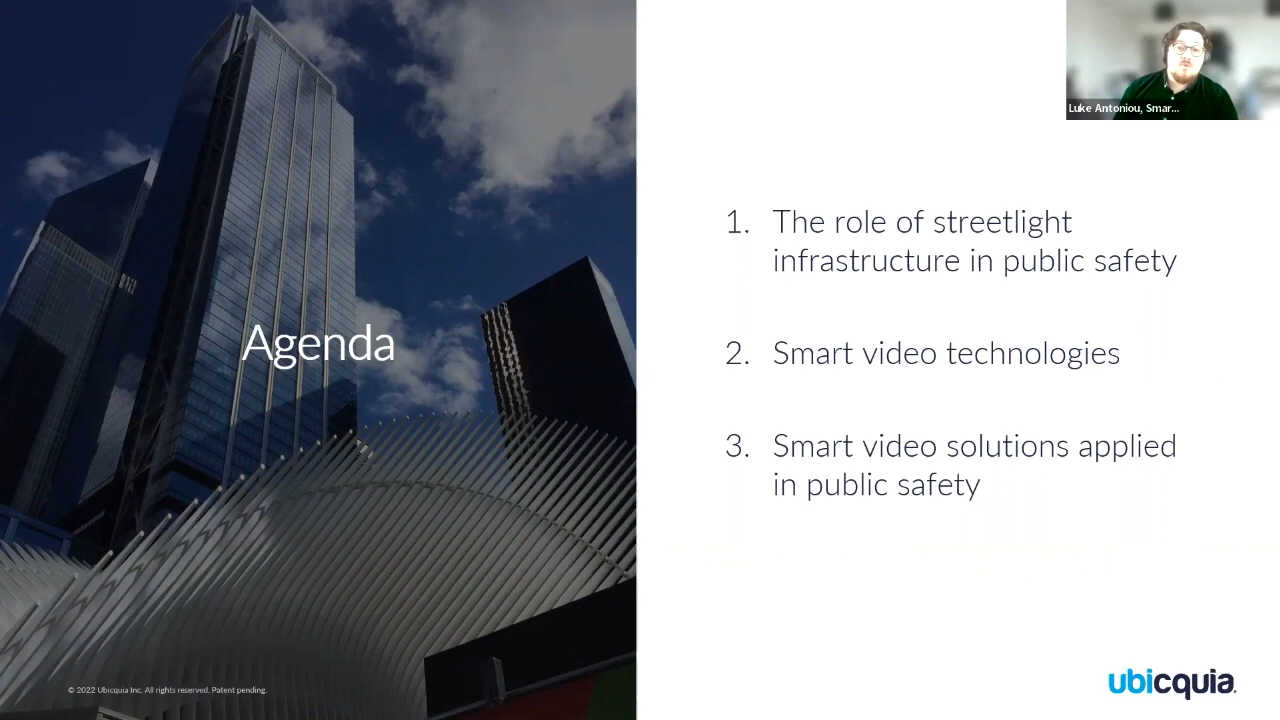 Luke Antoniou, Smar...
Agenda
1. The role of streetlight
infrastructure in public safety
2. Smart video technologies
3. Smart video solutions applied
in public safety
© 2022 Ubicquia Inc. All rights reserved. Patent pending.
ubicquia.